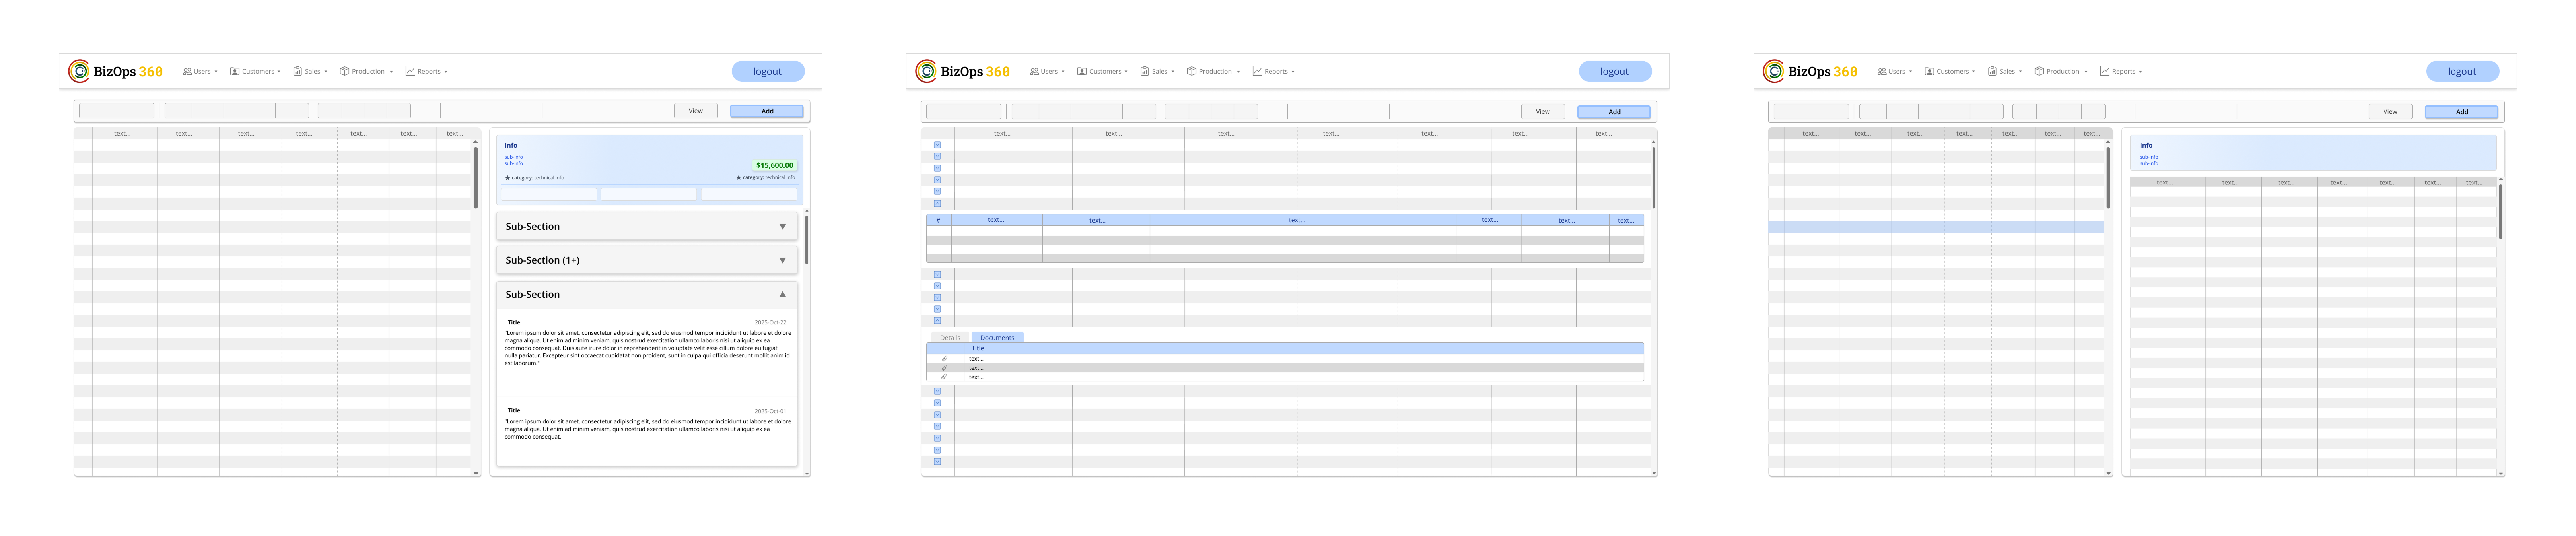 BizOps 360 Users Customers Sales Production Reports logout
View Add
text... text... text... text... text... text... text...
Info
sub-info
sub-info
$15,600.00
category: technical info category: technical info
Sub-Section
Sub-Section (1+)
Sub-Section
Title 2025-Oct-22
"Lorem ipsum dolor sit amet, consectetur adipiscing elit, sed do eiusmod tempor incididunt ut labore et dolore
magna aliqua. Ut enim ad minim veniam, quis nostrud exercitation ullamco laboris nisi ut aliquip ex ea
commodo consequat. Duis aute irure dolor in reprehenderit in voluptate velit esse cillum dolore eu fugiat
nulla pariatur. Excepteur sint occaecat cupidatat non proident, sunt in culpa qui officia deserunt mollit anim id
est laborum."
Title 2025-Oct-01
"Lorem ipsum dolor sit amet, consectetur adipiscing elit, sed do eiusmod tempor incididunt ut labore et dolore
magna aliqua. Ut enim ad minim veniam, quis nostrud exercitation ullamco laboris nisi ut aliquip ex ea
commodo consequat.
BizOps 360 Users Customers Sales Production Reports logout
View Add
text... text... text... text... text... text... text...
# text... text... text... text... text... text...
Details Documents
Title
text...
text...
text...
BizOps 360 Users Customers Sales Production Reports logout
View Add
text... text... text... text... text... text... text...
Info
sub-info
sub-info
text... text... text... text... text... text... text...